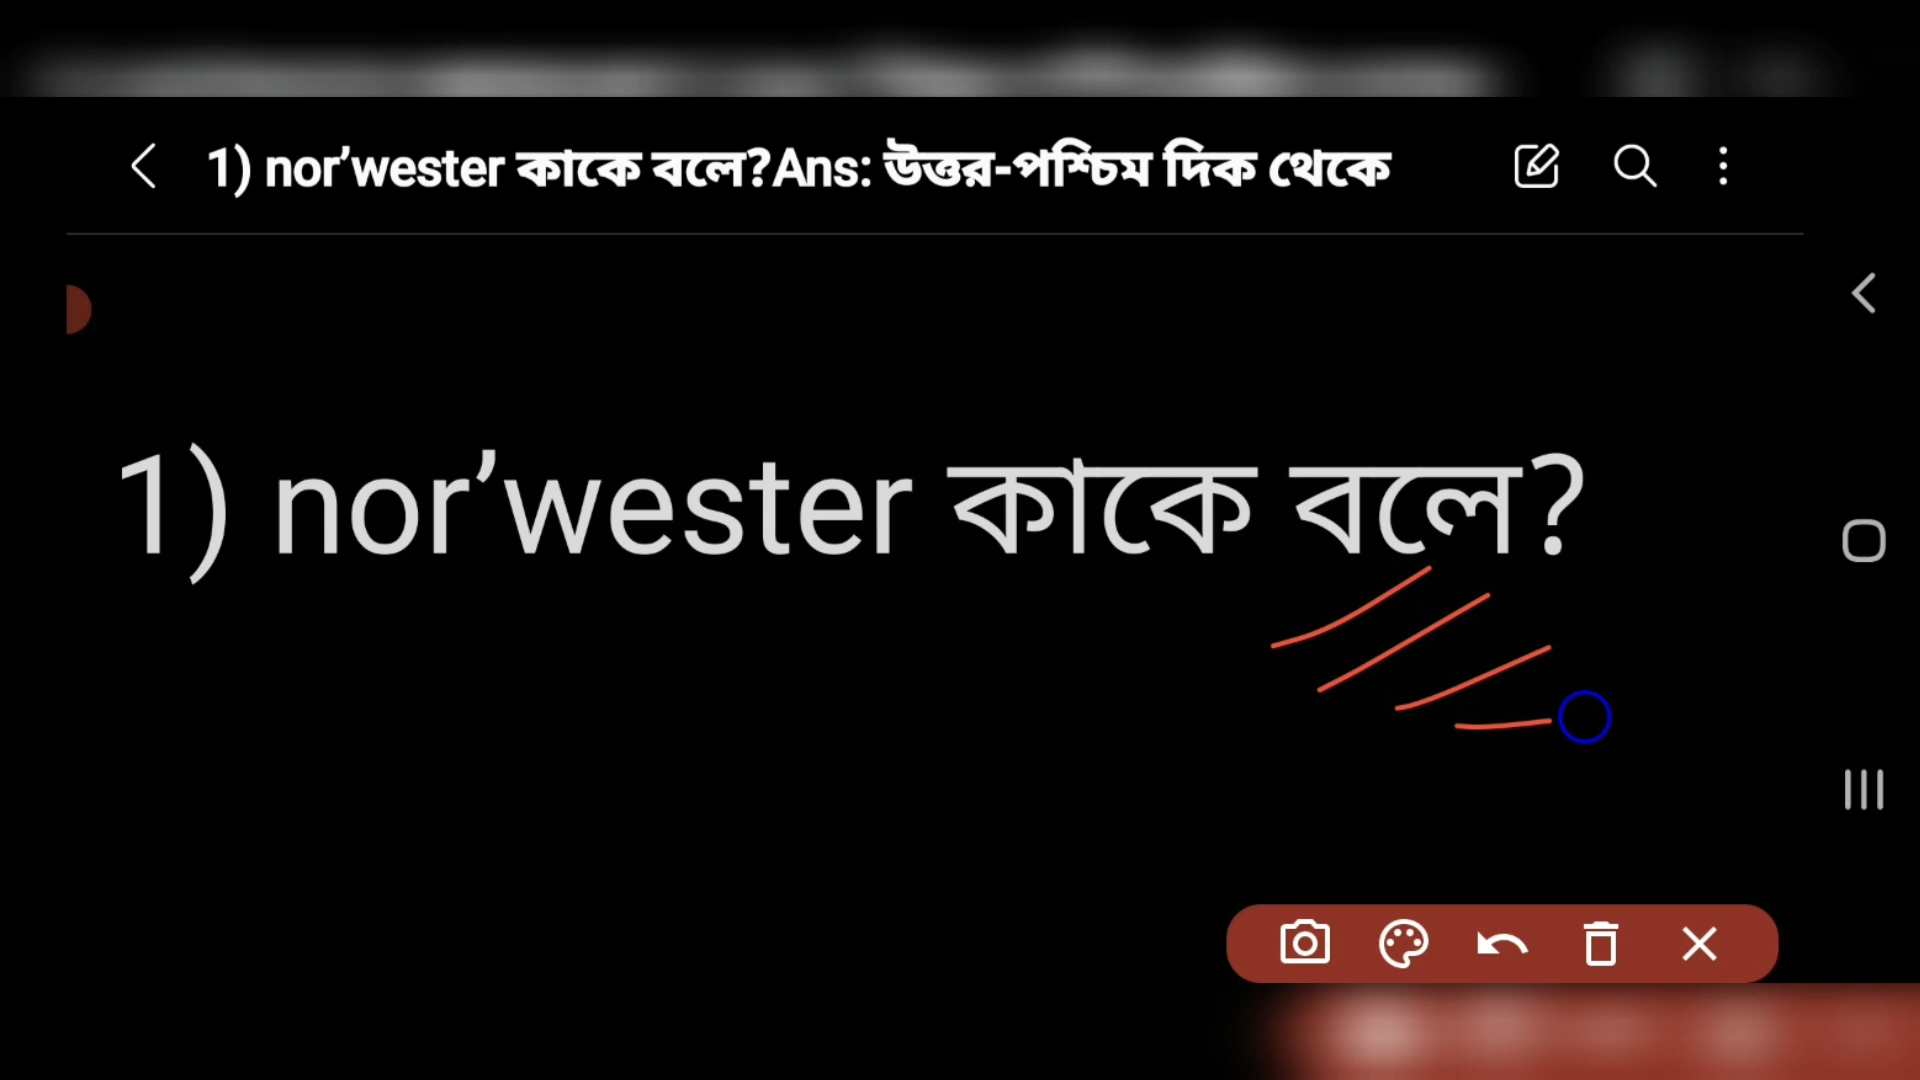 1) nor’wester কাকে বলে?Ans: উত্তর-পশ্চিম দিক থেকে
1) nor’wester কাকে বলে?